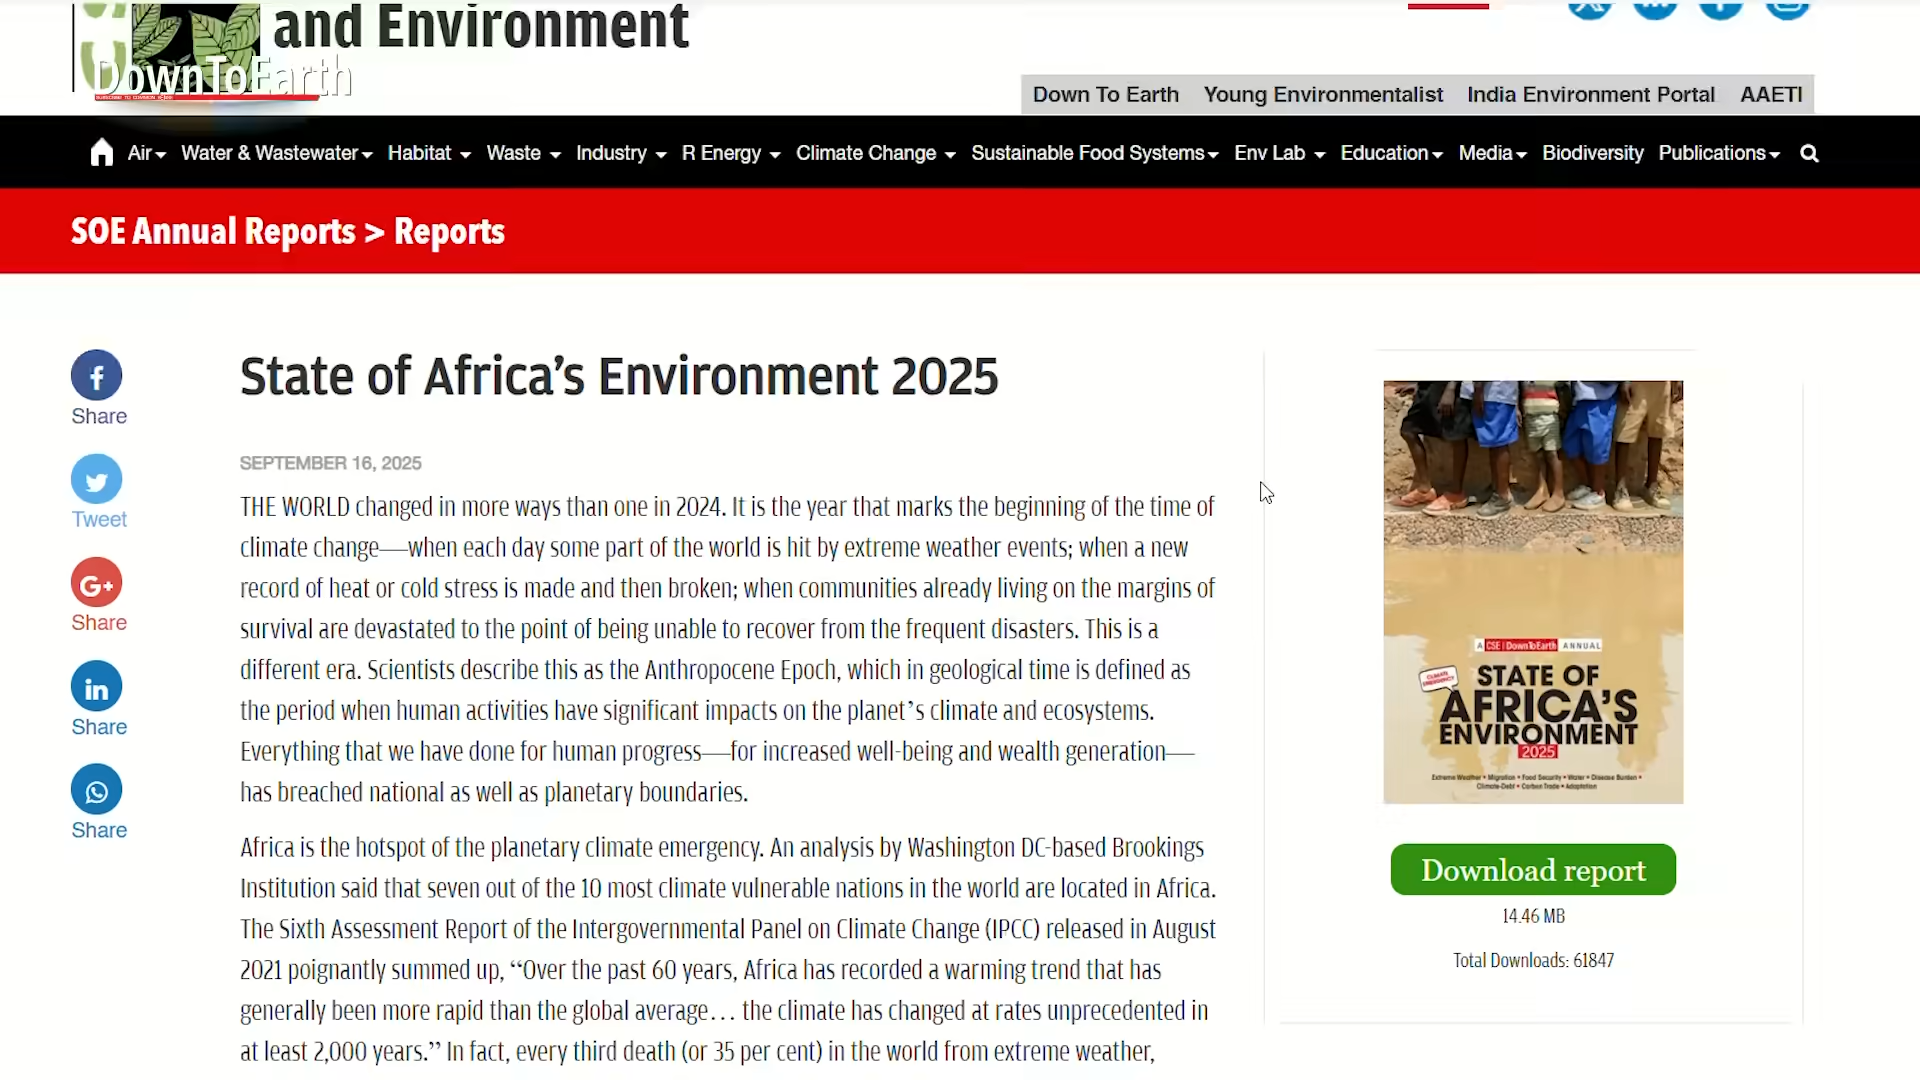 and Environment
DownToEarth
Down To Earth Young Environmentalist India Environment Portal AAETI
Air Water & Wastewater Habitat Waste Industry R Energy Climate Change Sustainable Food Systems Env Lab Education Media Biodiversity Publications
SOE Annual Reports > Reports
Share
Tweet
Share
Share
Share
State of Africa’s Environment 2025
SEPTEMBER 16, 2025
THE WORLD changed in more ways than one in 2024. It is the year that marks the beginning of the time of
climate change—when each day some part of the world is hit by extreme weather events; when a new
record of heat or cold stress is made and then broken; when communities already living on the margins of
survival are devastated to the point of being unable to recover from the frequent disasters. This is a
different era. Scientists describe this as the Anthropocene Epoch, which in geological time is defined as
the period when human activities have significant impacts on the planet’s climate and ecosystems.
Everything that we have done for human progress—for increased well-being and wealth generation—
has breached national as well as planetary boundaries.
Africa is the hotspot of the planetary climate emergency. An analysis by Washington DC-based Brookings
Institution said that seven out of the 10 most climate vulnerable nations in the world are located in Africa.
The Sixth Assessment Report of the Intergovernmental Panel on Climate Change (IPCC) released in August
2021 poignantly summed up, “Over the past 60 years, Africa has recorded a warming trend that has
generally been more rapid than the global average… the climate has changed at rates unprecedented in
at least 2,000 years.” In fact, every third death (or 35 per cent) in the world from extreme weather,
A CSE | DownToEarth ANNUAL
CLIMATE
EMERGENCY
STATE OF
AFRICA'S
ENVIRONMENT
2025
Extreme Weather • Migration • Food Security • Water • Disease Burden •
Climate-Debt • Carbon Trade • Adaptation
Download report
14.46 MB
Total Downloads: 61847